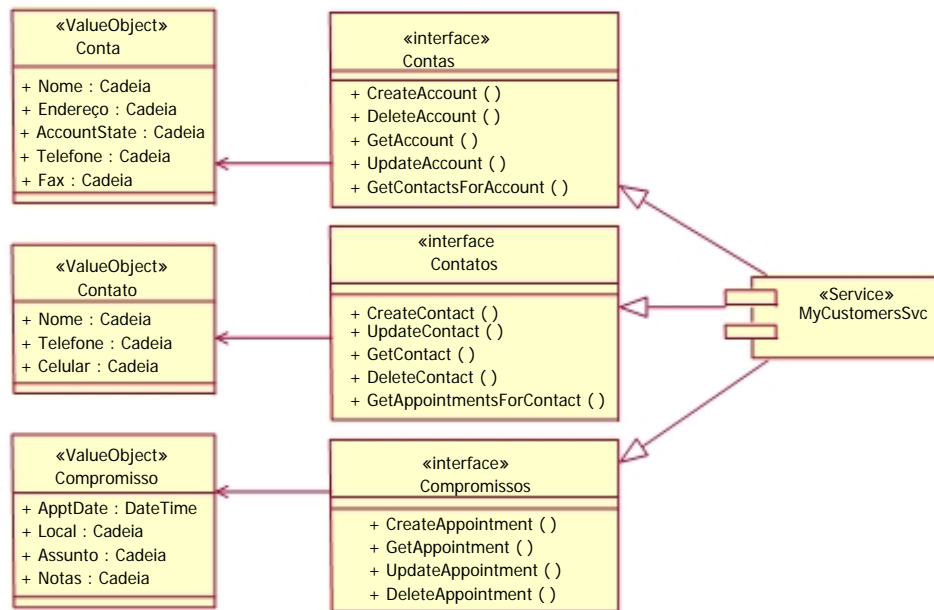 «ValueObject»
Conta
+ Nome : Cadeia
+ Endereço : Cadeia
+ AccountState : Cadeia
+ Telefone : Cadeia
+ Fax : Cadeia
«interface»
Contas
+ CreateAccount ( )
+ DeleteAccount ( )
+ GetAccount ( )
+ UpdateAccount ( )
+ GetContactsForAccount ( )
«ValueObject»
Contato
+ Nome : Cadeia
+ Telefone : Cadeia
+ Celular : Cadeia
«interface
Contatos
+ CreateContact ( )
+ UpdateContact ( )
+ GetContact ( )
+ DeleteContact ( )
+ GetAppointmentsForContact ( )
«Service»
MyCustomersSvc
«ValueObject»
Compromisso
+ ApptDate : DateTime
+ Local : Cadeia
+ Assunto : Cadeia
+ Notas : Cadeia
«interface»
Compromissos
+ CreateAppointment ( )
+ GetAppointment ( )
+ UpdateAppointment ( )
+ DeleteAppointment ( )